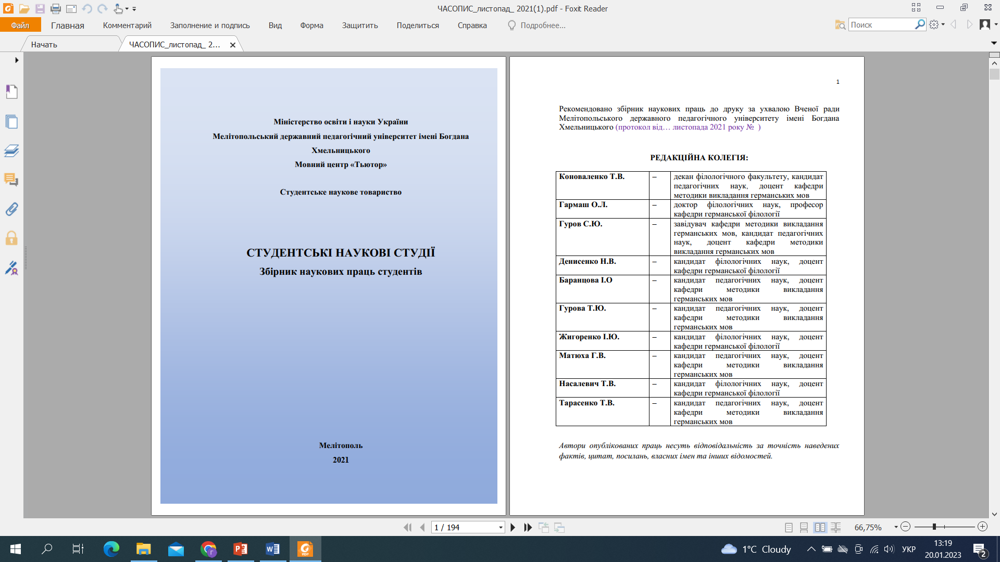 ЧАСОПИС_листопад_ 2021(1).pdf - Foxit Reader
Файл Главная Комментарий Заполнение и подпись Вид Форма Защитить Поделиться Справка Подробнее... Поиск
Начать ЧАСОПИС_листопад_ 2...
Міністерство освіти і науки України
Мелітопольський державний педагогічний університет імені Богдана
Хмельницького
Мовний центр «Тьютор»
Студентське наукове товариство
СТУДЕНТСЬКІ НАУКОВІ СТУДІЇ
Збірник наукових праць студентів
Мелітополь
2021
1
Рекомендовано збірник наукових праць до друку за ухвалою Вченої ради
Мелітопольського державного педагогічного університету імені Богдана
Хмельницького (протокол від… листопада 2021 року № )
РЕДАКЦІЙНА КОЛЕГІЯ:
Коноваленко Т.В. – декан філологічного факультету, кандидат
педагогічних наук, доцент кафедри
методики викладання германських мов
Гармаш О.Л. – доктор філологічних наук, професор
кафедри германської філології
Гуров С.Ю. – завідувач кафедри методики викладання
германських мов, кандидат педагогічних
наук, доцент кафедри методики
викладання германських мов
Денисенко Н.В. – кандидат філологічних наук, доцент
кафедри германської філології
Баранцова І.О – кандидат педагогічних наук, доцент
кафедри методики викладання
германських мов
Гурова Т.Ю. – кандидат педагогічних наук, доцент
кафедри методики викладання
германських мов
Жигоренко І.Ю. – кандидат філологічних наук, доцент
кафедри германської філології
Матюха Г.В. – кандидат педагогічних наук, доцент
кафедри методики викладання
германських мов
Насалевич Т.В. – кандидат філологічних наук, доцент
кафедри германської філології
Тарасенко Т.В. – кандидат педагогічних наук, доцент
кафедри методики викладання
германських мов
Автори опублікованих праць несуть відповідальність за точність наведених
фактів, цитат, посилань, власних імен та інших відомостей.
1 / 194 66,75%
1°C Cloudy УКР 13:19
20.01.2023 2